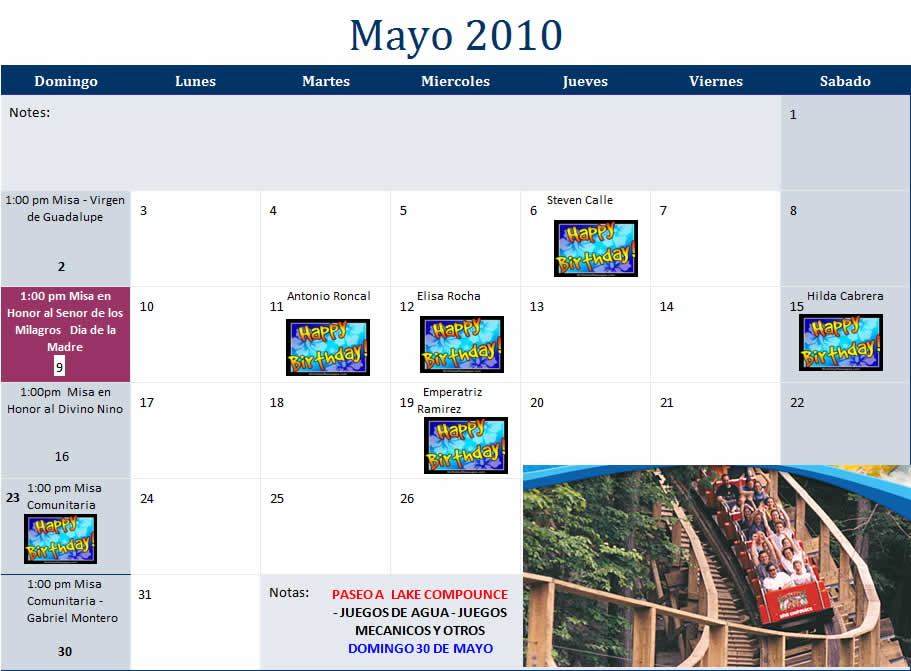 Mayo 2010
Domingo Lunes Martes Miercoles Jueves Viernes Sabado
Notes:
1
1:00 pm Misa - Virgen
de Guadalupe
2
3
4
5
6 Steven Calle
Happy
Birthday!
7
8
1:00 pm Misa en
Honor al Senor de los
Milagros Dia de la
Madre
9
10
11 Antonio Roncal
Happy
Birthday!
12 Elisa Rocha
Happy
Birthday!
13
14
15 Hilda Cabrera
Happy
Birthday!
1:00pm Misa en
Honor al Divino Nino
16
17
18
19 Emperatriz
Ramirez
Happy
Birthday!
20
21
22
23 1:00 pm Misa
Comunitaria
Happy
Birthday!
24
25
26
1:00 pm Misa
Comunitaria -
Gabriel Montero
30
31
Notas: PASEO A LAKE COMPOUNCE
- JUEGOS DE AGUA - JUEGOS
MECANICOS Y OTROS
DOMINGO 30 DE MAYO